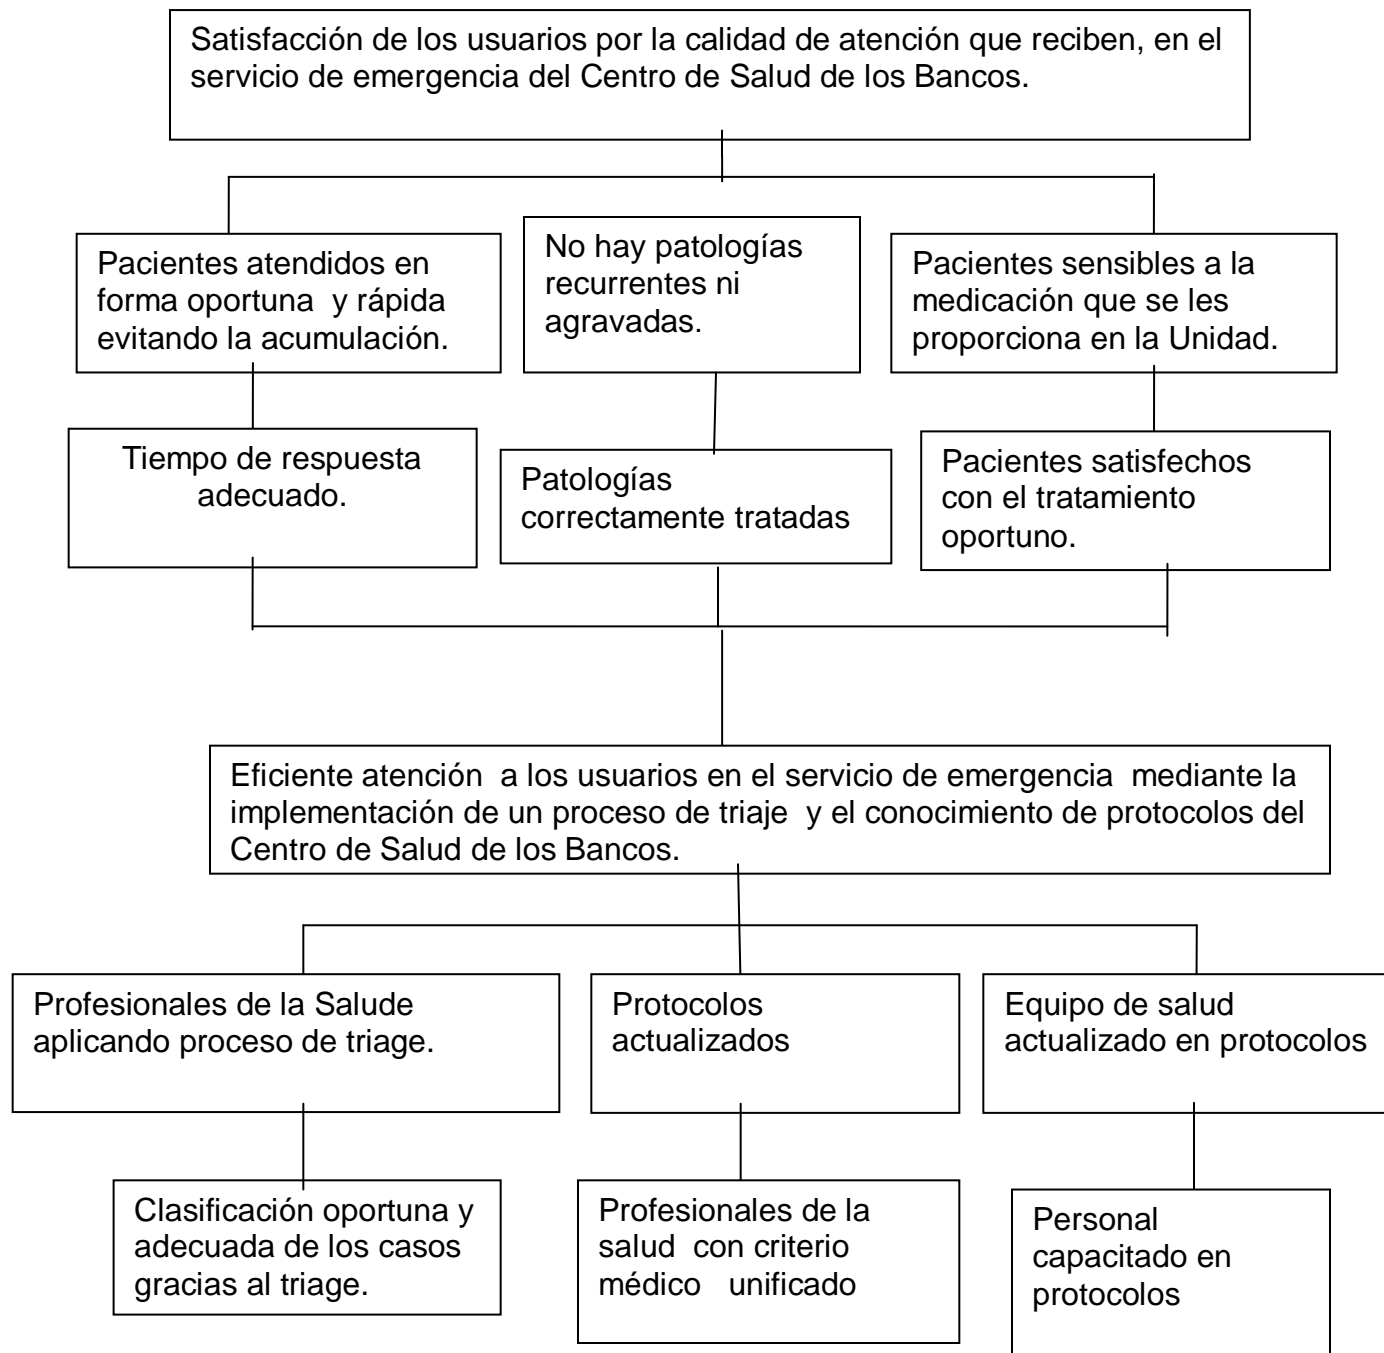 Satisfacción de los usuarios por la calidad de atención que reciben, en el
servicio de emergencia del Centro de Salud de los Bancos.
Pacientes atendidos en
forma oportuna y rápida
evitando la acumulación.
No hay patologías
recurrentes ni
agravadas.
Pacientes sensibles a la
medicación que se les
proporciona en la Unidad.
Tiempo de respuesta
adecuado.
Patologías
correctamente tratadas
Pacientes satisfechos
con el tratamiento
oportuno.
Eficiente atención a los usuarios en el servicio de emergencia mediante la
implementación de un proceso de triaje y el conocimiento de protocolos del
Centro de Salud de los Bancos.
Profesionales de la Salude
aplicando proceso de triage.
Protocolos
actualizados
Equipo de salud
actualizado en protocolos
Clasificación oportuna y
adecuada de los casos
gracias al triage.
Profesionales de la
salud con criterio
médico unificado
Personal
capacitado en
protocolos